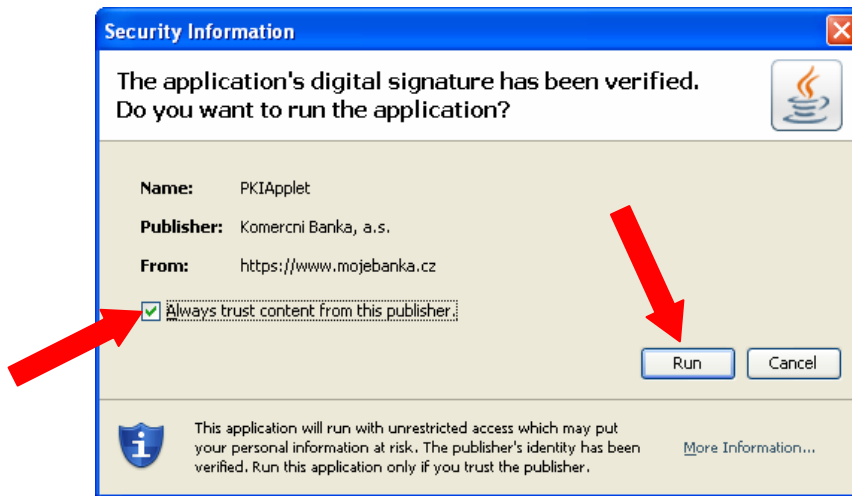 Security Information
The application's digital signature has been verified.
Do you want to run the application?
Name: PKIApplet
Publisher: Komercni Banka, a.s.
From: https://www.mojebanka.cz
Always trust content from this publisher.
Run Cancel
This application will run with unrestricted access which may put
your personal information at risk. The publisher's identity has been
verified. Run this application only if you trust the publisher.
More Information...